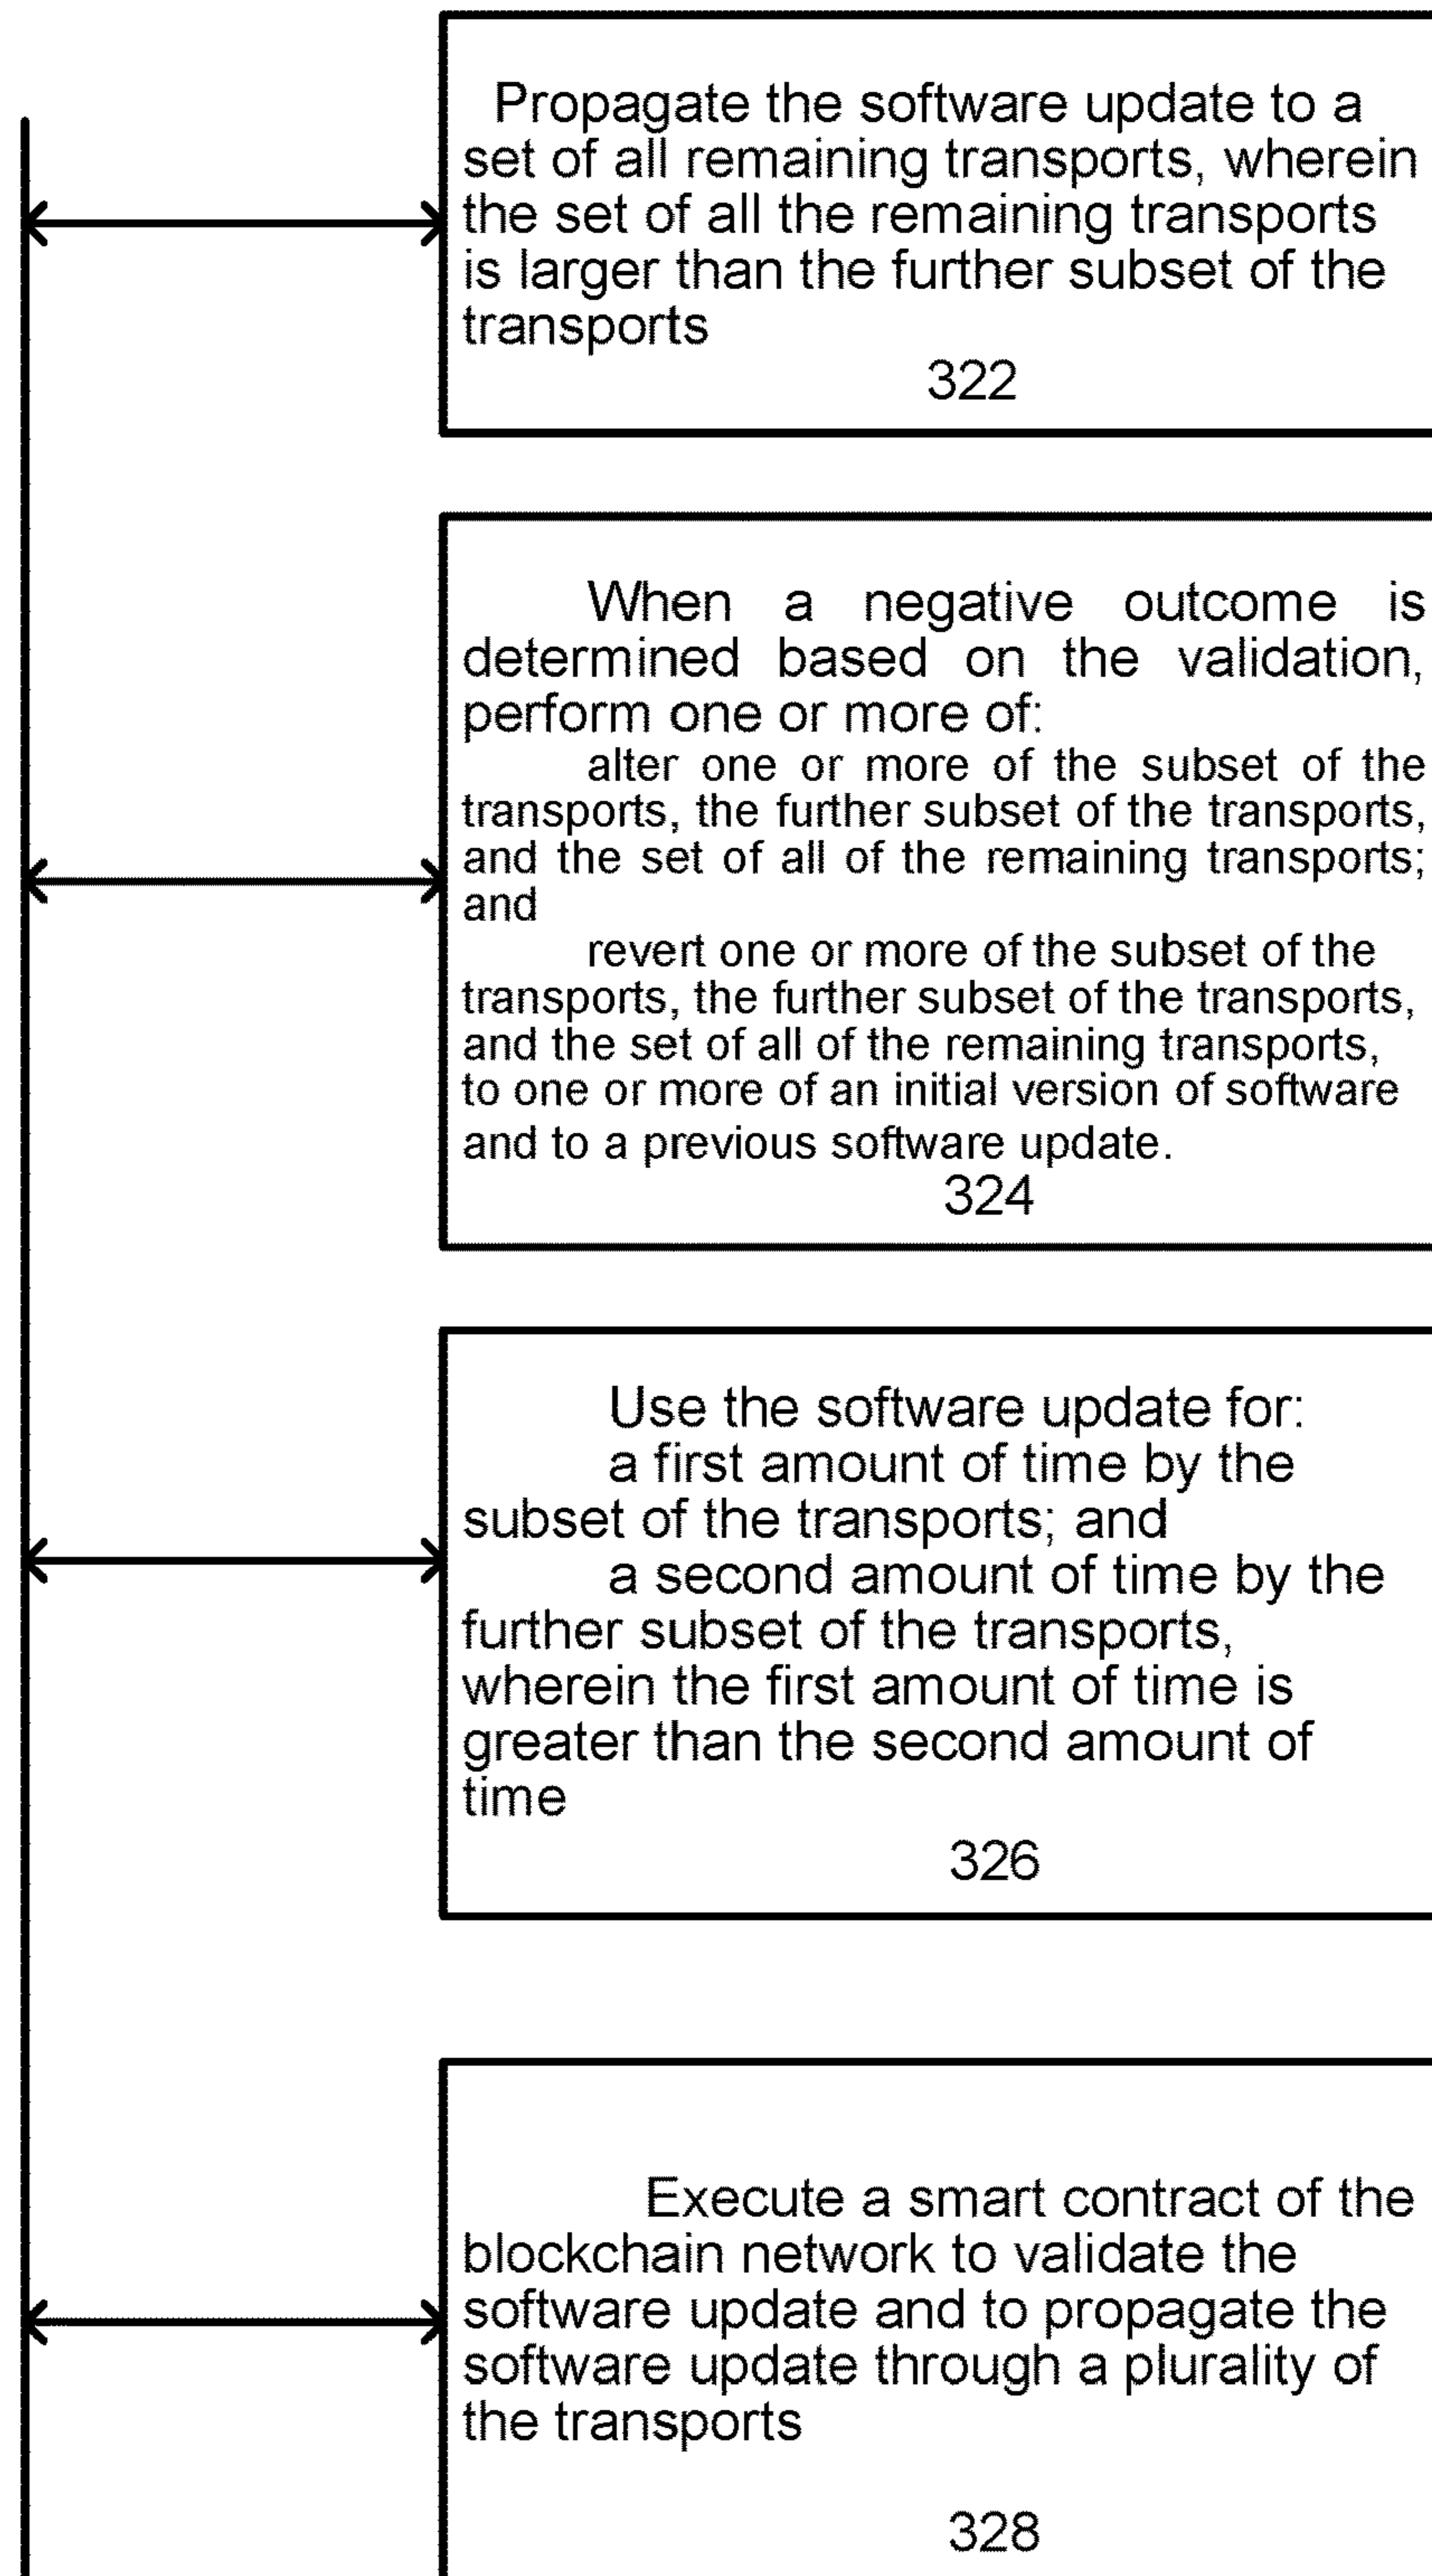 Propagate the software update to a
set of all remaining transports, wherein
the set of all the remaining transports
is larger than the further subset of the
transports
322
When a negative outcome is
determined based on the validation,
perform one or more of:
alter one or more of the subset of the
transports, the further subset of the transports,
and the set of all of the remaining transports;
and
revert one or more of the subset of the
transports, the further subset of the transports,
and the set of all of the remaining transports,
to one or more of an initial version of software
and to a previous software update.
324
Use the software update for:
a first amount of time by the
subset of the transports; and
a second amount of time by the
further subset of the transports,
wherein the first amount of time is
greater than the second amount of
time
326
Execute a smart contract of the
blockchain network to validate the
software update and to propagate the
software update through a plurality of
the transports
328